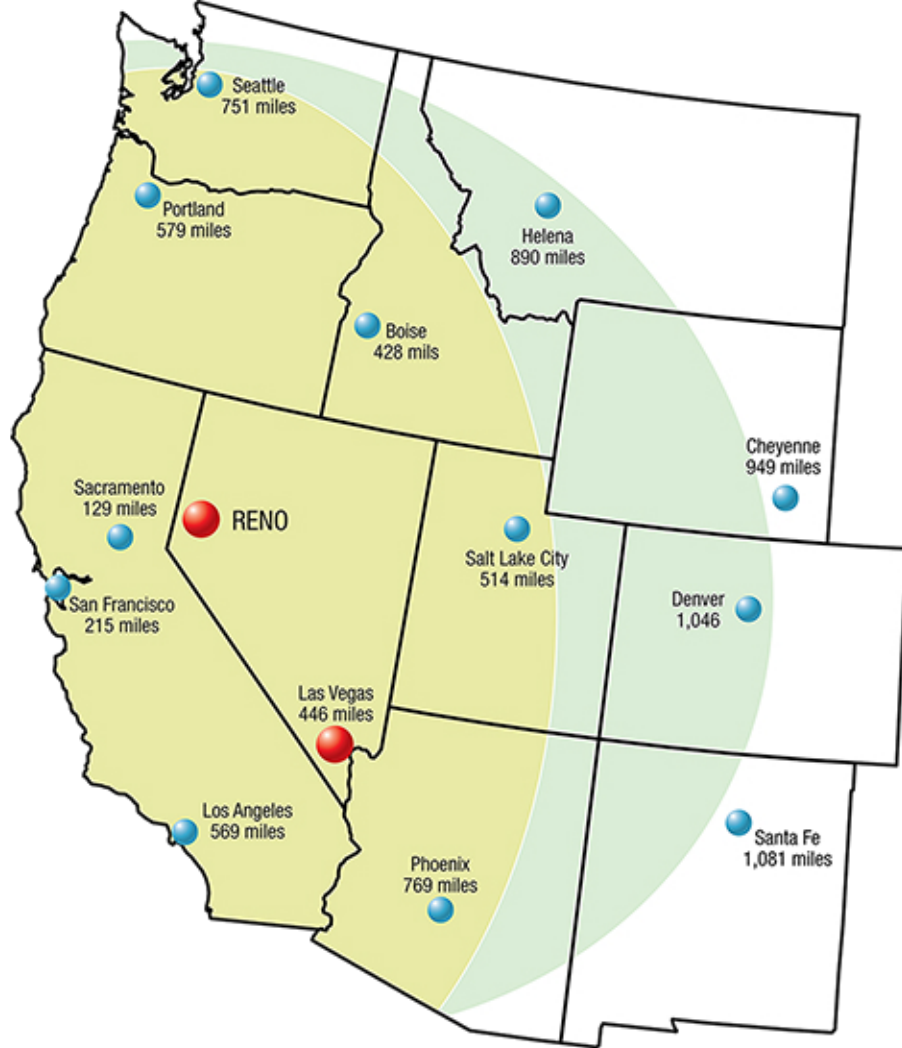 Seattle
751 miles
Portland
579 miles
Helena
890 miles
Boise
428 mils
Cheyenne
949 miles
Sacramento
129 miles
RENO
Salt Lake City
514 miles
San Francisco
215 miles
Denver
1,046
Las Vegas
446 miles
Los Angeles
569 miles
Santa Fe
1,081 miles
Phoenix
769 miles